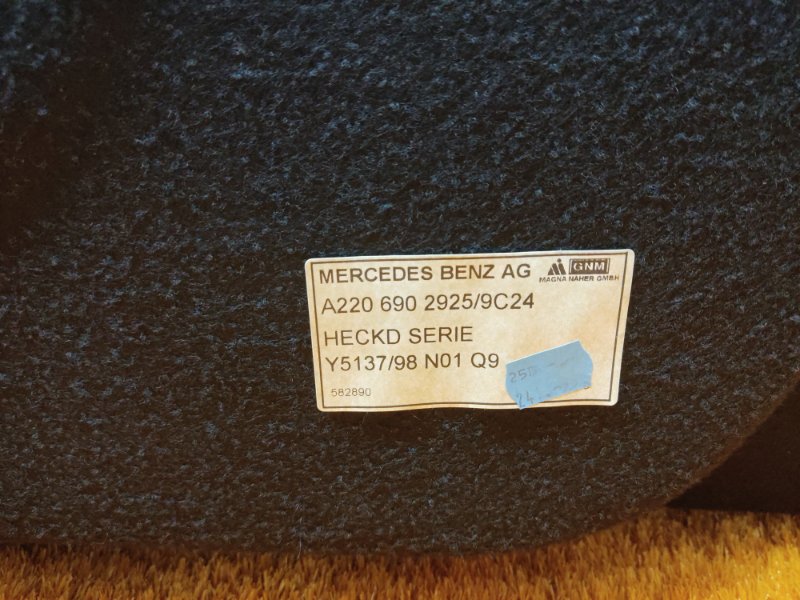 MERCEDES BENZ AG
GNM
MAGNA NAHER GMBH
A220 690 2925/9C24
HECKD SERIE
Y5137/98 N01 Q9
582890